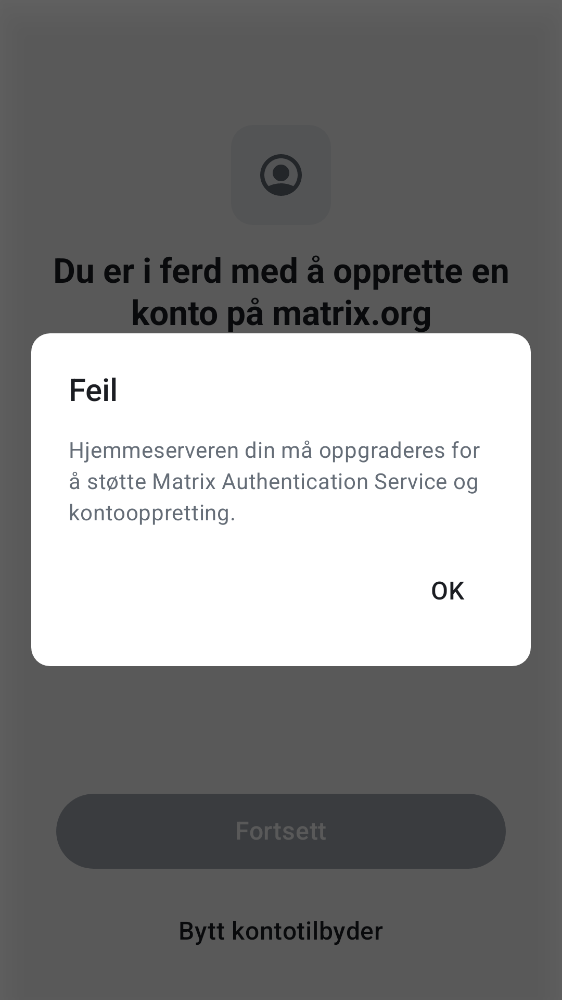 Du er i ferd med å opprette en
konto på matrix.org
Feil
Hjemmeserveren din må oppgraderes for
å støtte Matrix Authentication Service og
kontooppretting.
OK
Fortsett
Bytt kontotilbyder